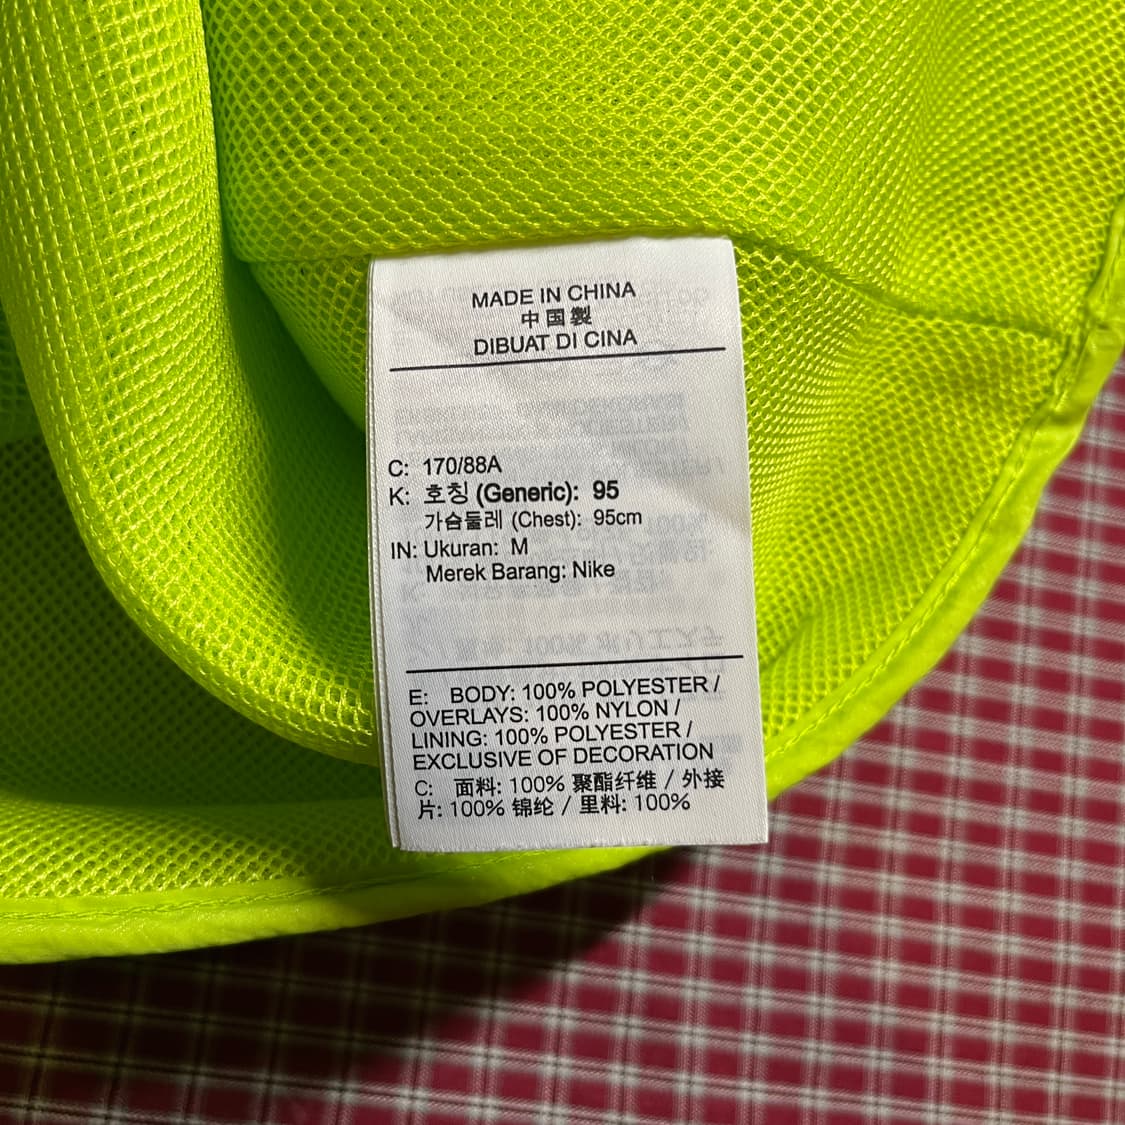 MADE IN CHINA
中国製
DIBUAT DI CINA
C: 170/88A
K: 호칭 (Generic): 95
가슴둘레 (Chest): 95cm
IN: Ukuran: M
Merek Barang: Nike
E: BODY: 100% POLYESTER /
OVERLAYS: 100% NYLON /
LINING: 100% POLYESTER /
EXCLUSIVE OF DECORATION
C: 面料: 100% 聚酯纤维 / 外接
片: 100% 锦纶 / 里料: 100%